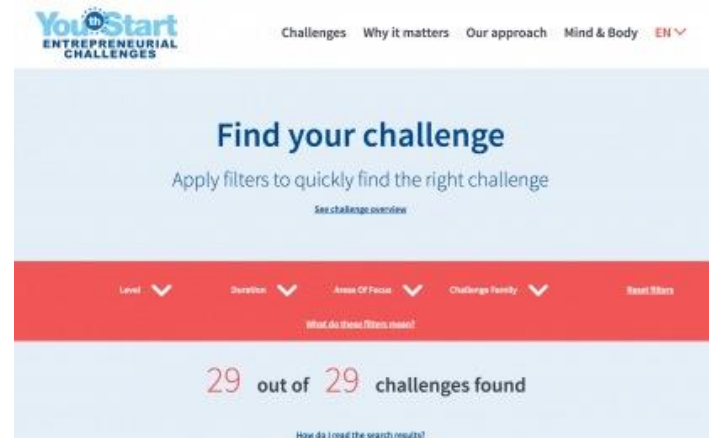 YouthStart
ENTREPRENEURIAL
CHALLENGES
Challenges Why it matters Our approach Mind & Body EN
Find your challenge
Apply filters to quickly find the right challenge
See challenge overview
Level Duration Areas Of Focus Challenge Family Reset filters
What do these filters mean?
29 out of 29 challenges found
How do I read the search results?